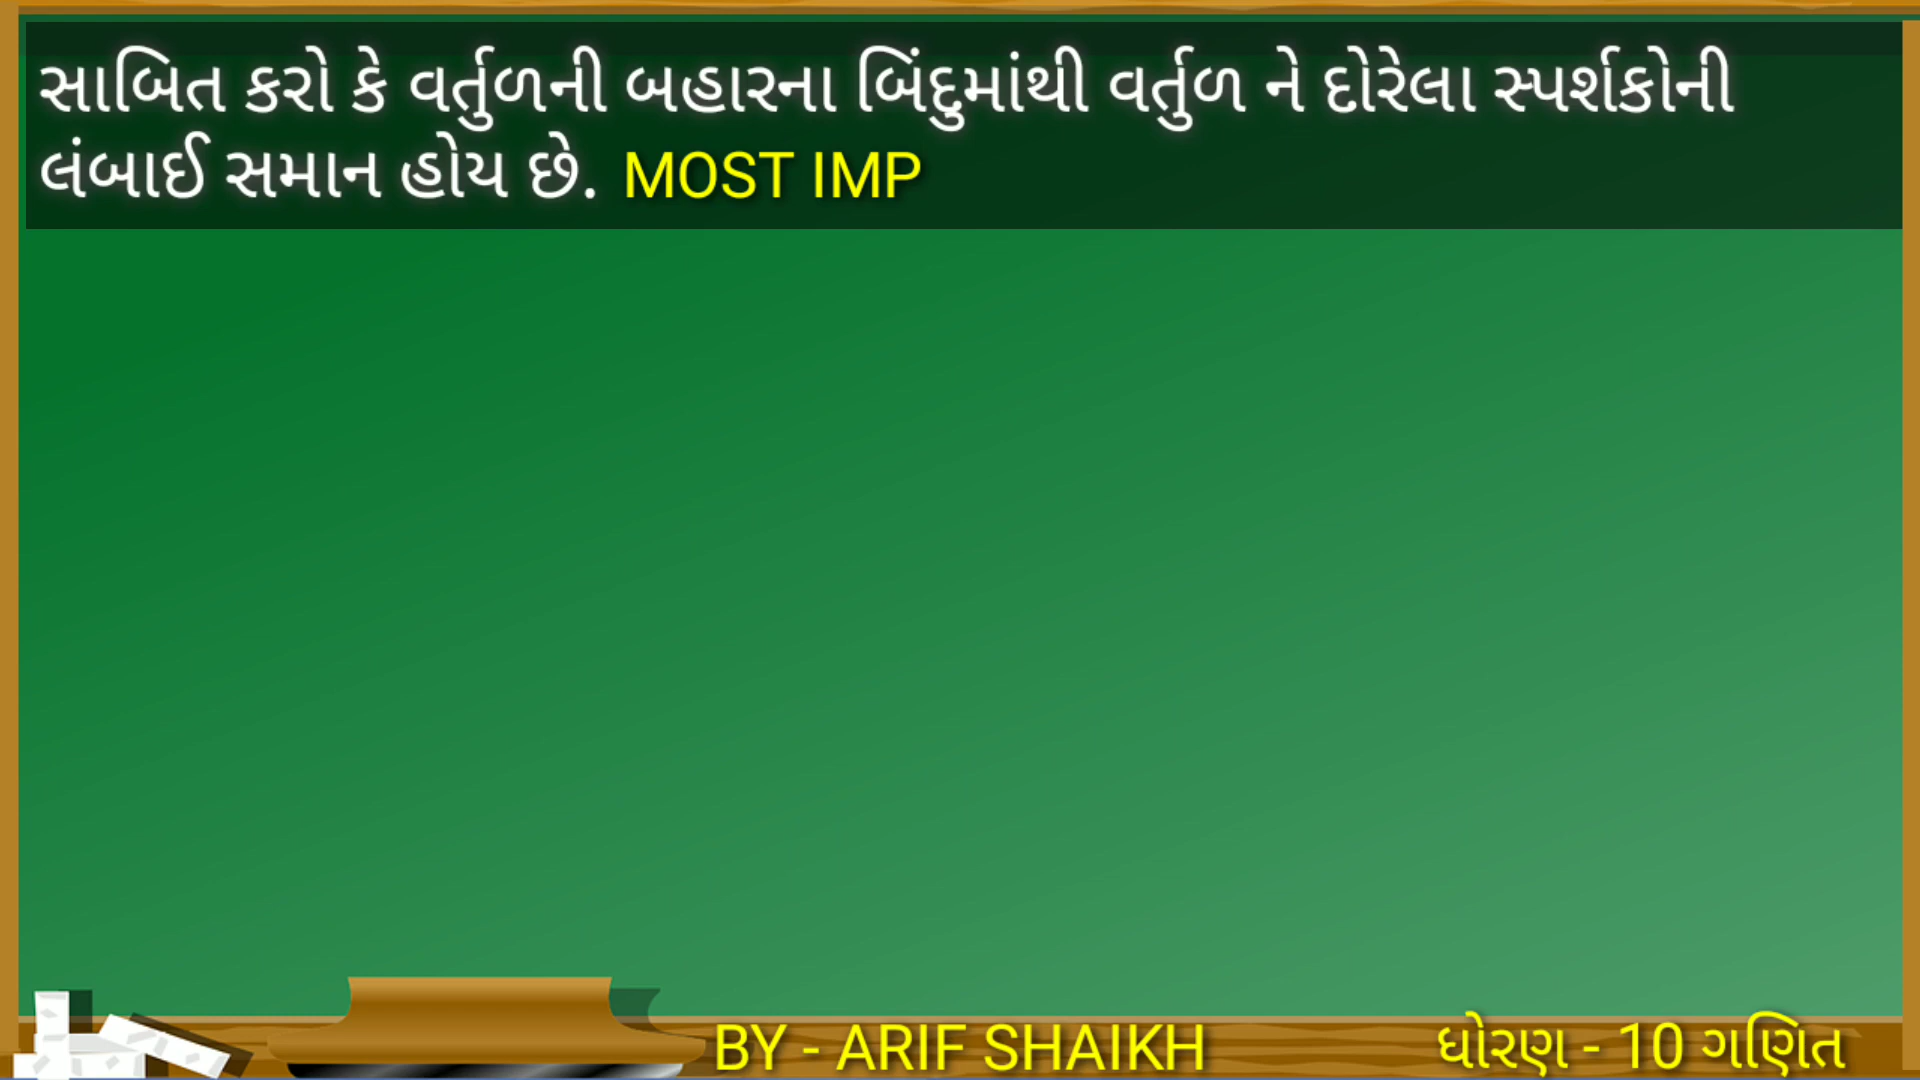 સાબિત કરો કે વર્તુળની બહારના બિંદુમાંથી વર્તુળ ને દોરેલા સ્પર્શકોની
લંબાઈ સમાન હોય છે. MOST IMP
BY - ARIF SHAIKH
ધોરણ - 10 ગણિત